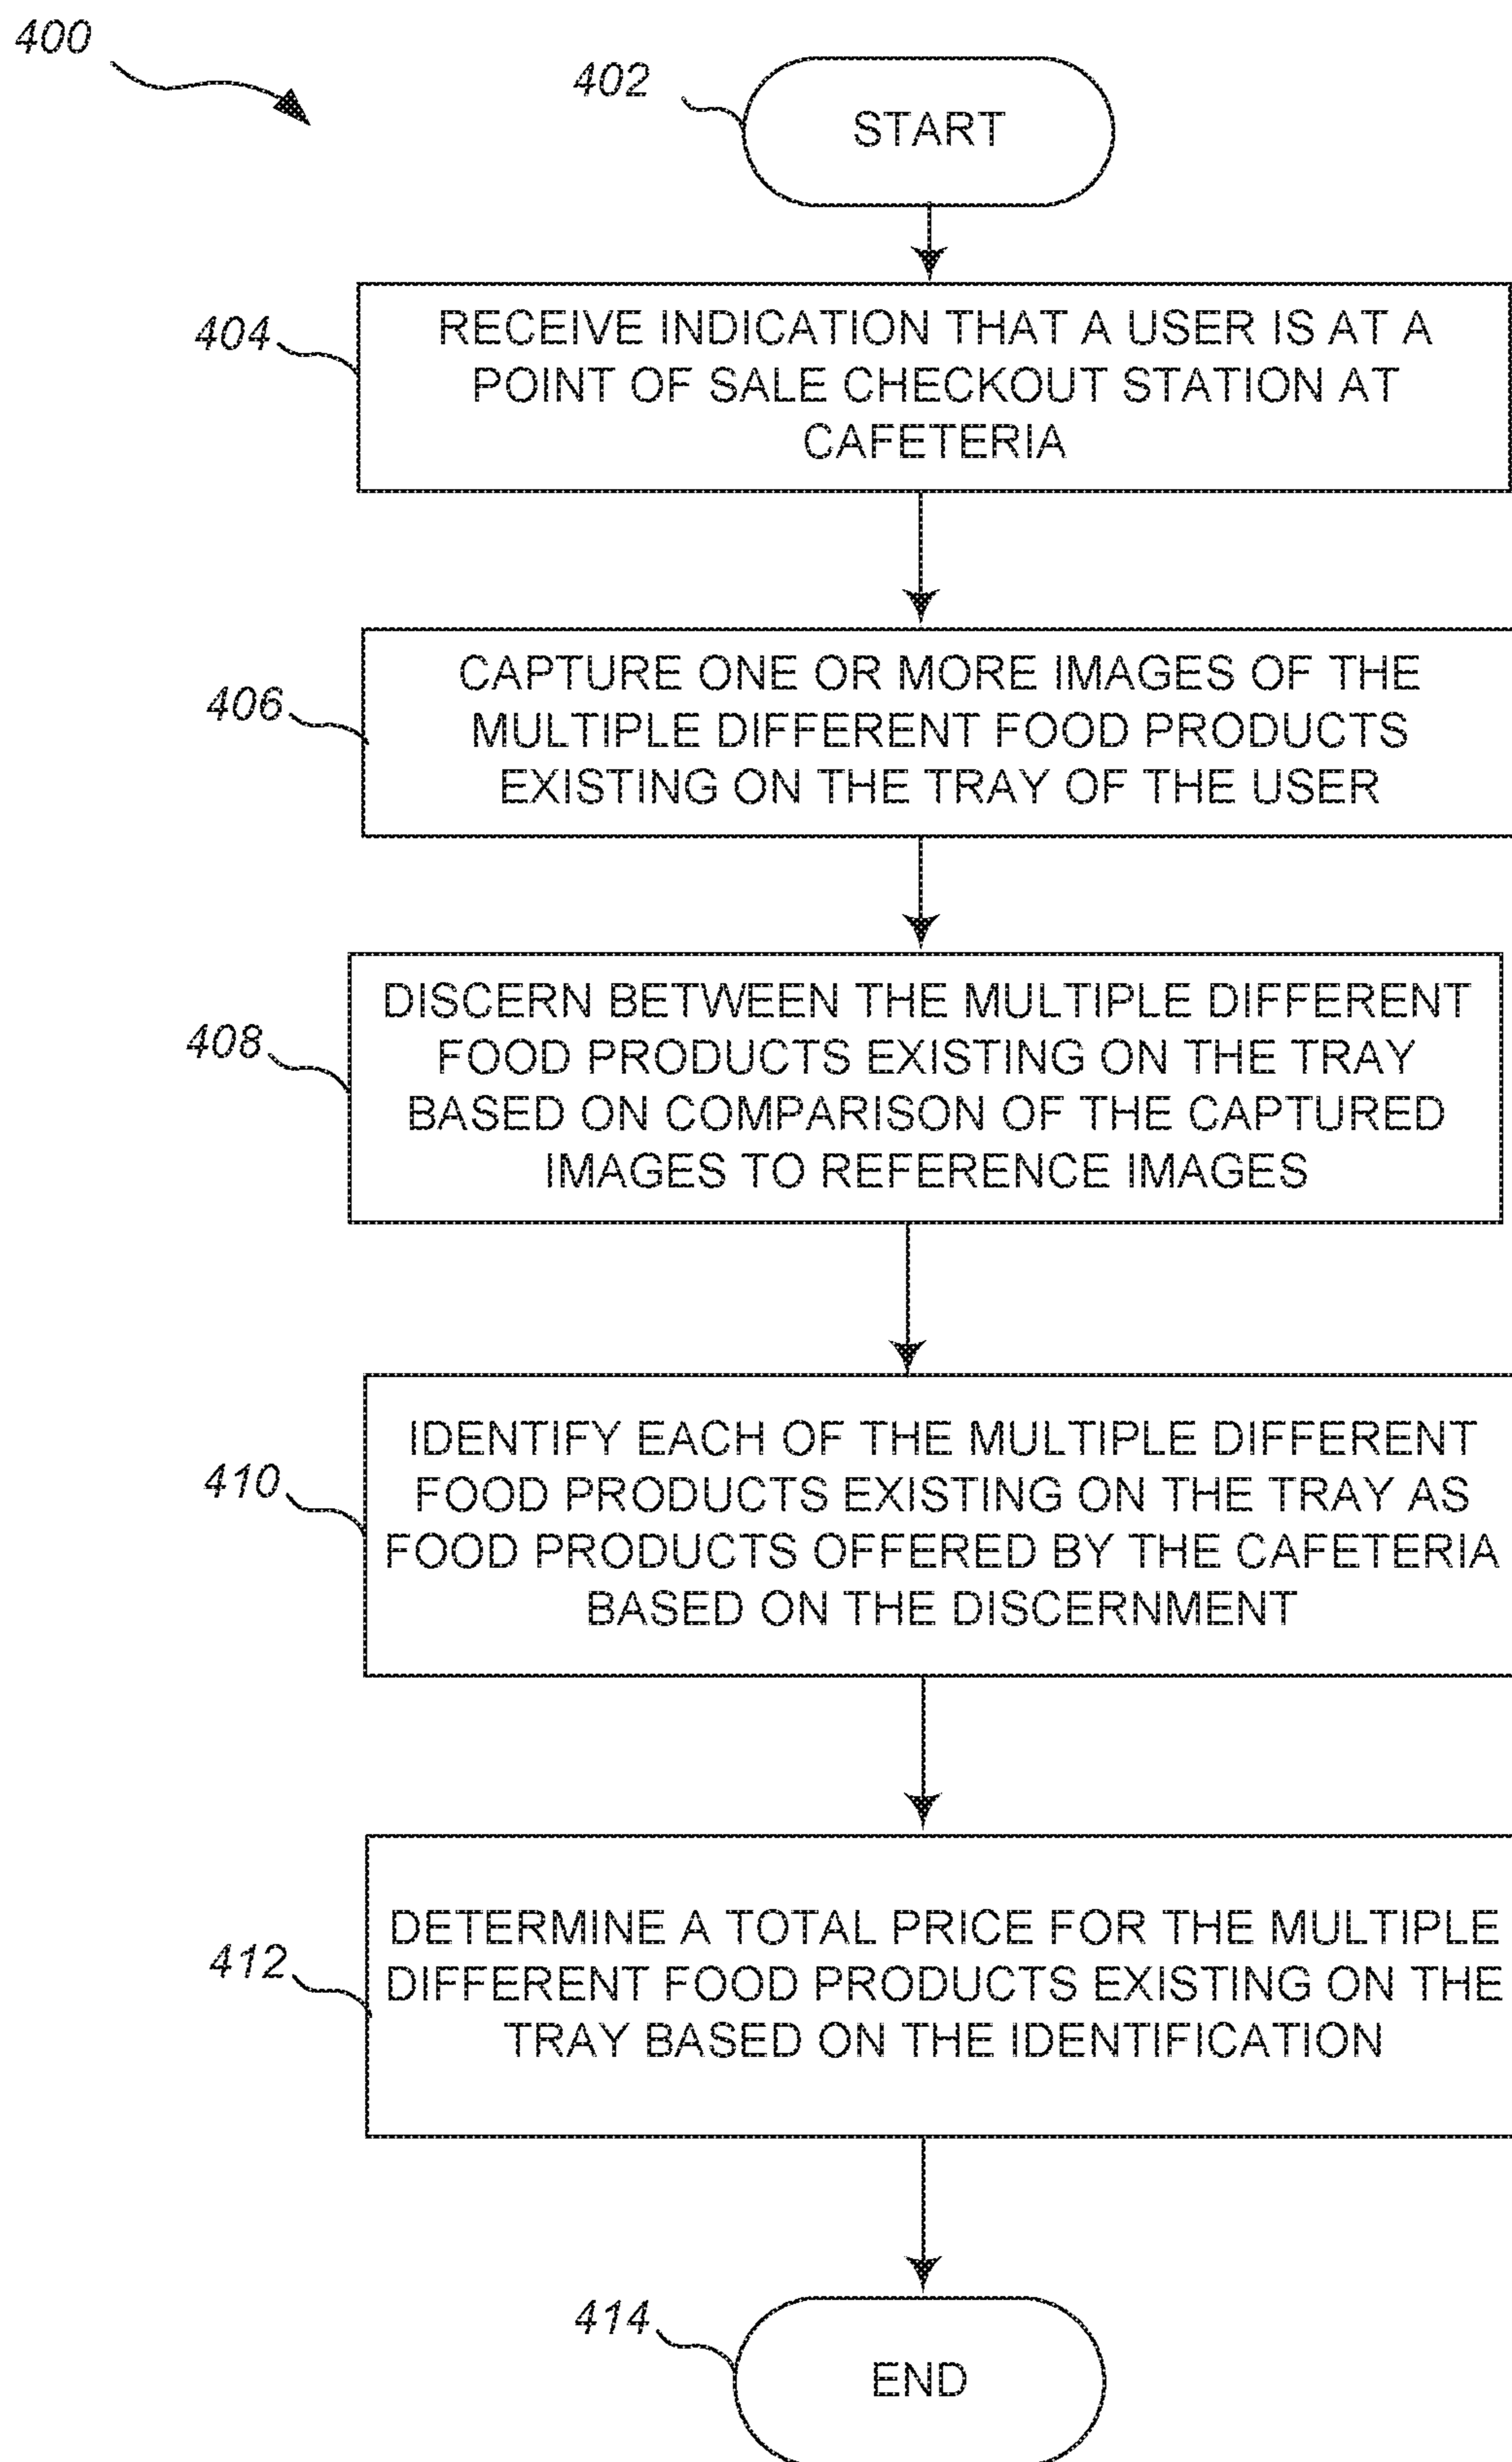 400
402
START
404
RECEIVE INDICATION THAT A USER IS AT A
POINT OF SALE CHECKOUT STATION AT
CAFETERIA
406
CAPTURE ONE OR MORE IMAGES OF THE
MULTIPLE DIFFERENT FOOD PRODUCTS
EXISTING ON THE TRAY OF THE USER
408
DISCERN BETWEEN THE MULTIPLE DIFFERENT
FOOD PRODUCTS EXISTING ON THE TRAY
BASED ON COMPARISON OF THE CAPTURED
IMAGES TO REFERENCE IMAGES
410
IDENTIFY EACH OF THE MULTIPLE DIFFERENT
FOOD PRODUCTS EXISTING ON THE TRAY AS
FOOD PRODUCTS OFFERED BY THE CAFETERIA
BASED ON THE DISCERNMENT
412
DETERMINE A TOTAL PRICE FOR THE MULTIPLE
DIFFERENT FOOD PRODUCTS EXISTING ON THE
TRAY BASED ON THE IDENTIFICATION
414
END